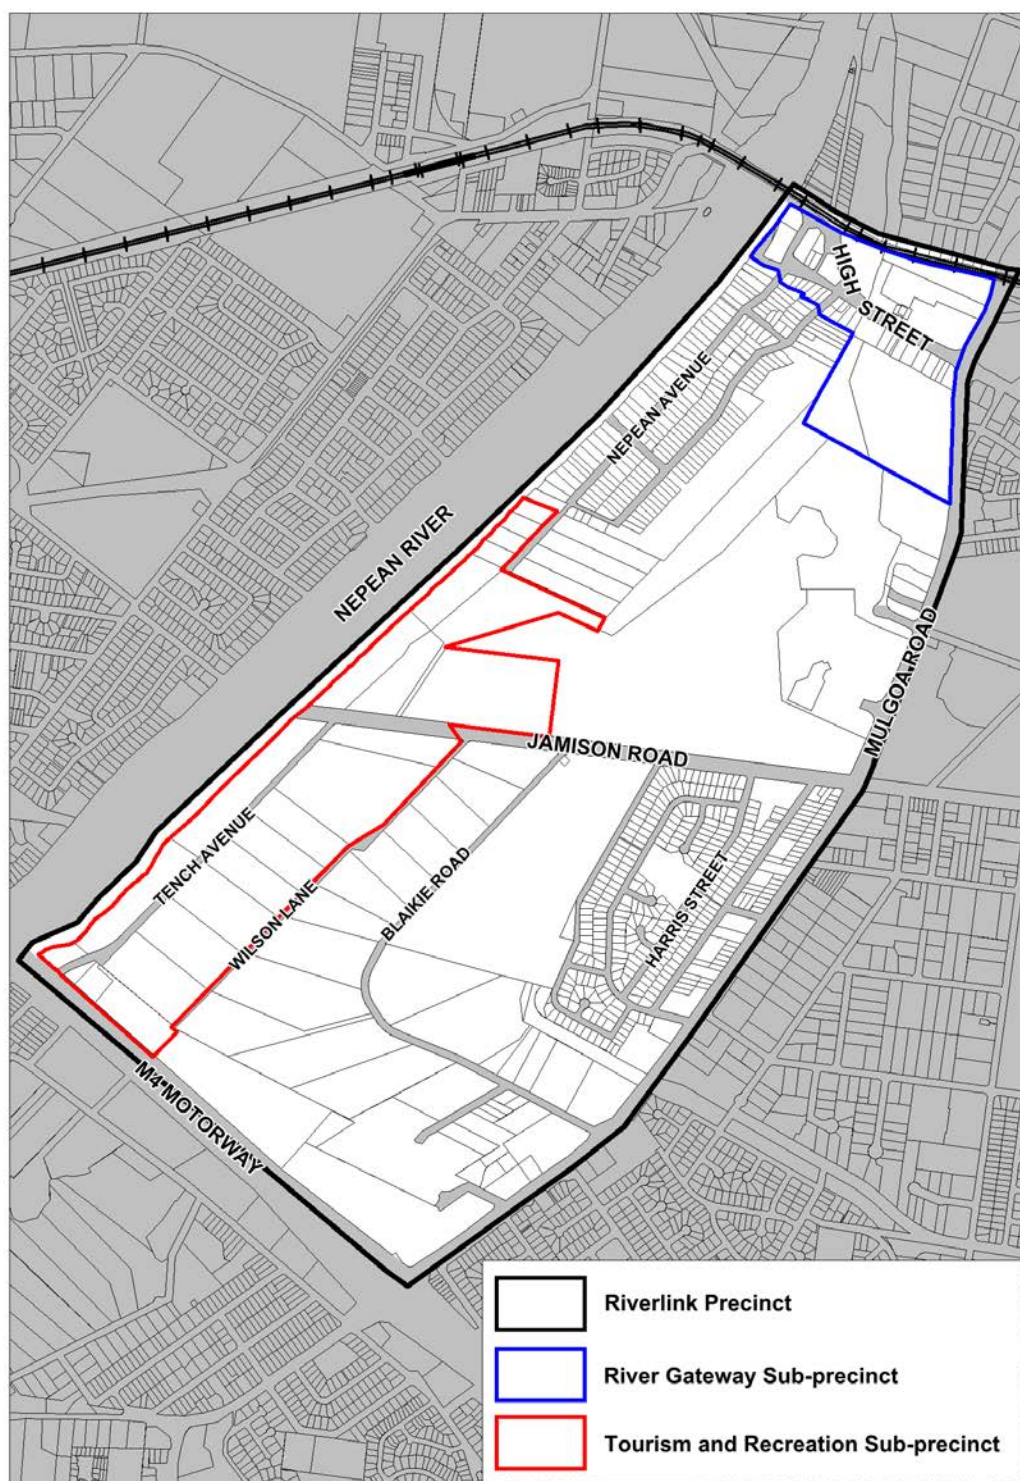 HIGH STREET
NEPEAN AVENUE
NEPEAN RIVER
MULGOA ROAD
JAMISON ROAD
TENCH AVENUE
WILSON LANE
BLAIKIE ROAD
HARRIS STREET
M4 MOTORWAY
Riverlink Precinct
River Gateway Sub-precinct
Tourism and Recreation Sub-precinct